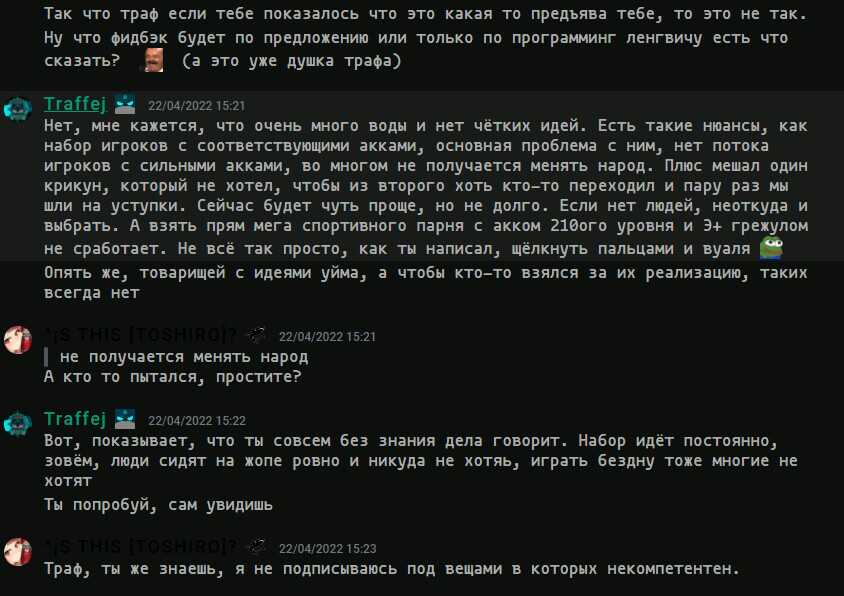 Так что траф если тебе показалось что это какая то предъява тебе, то это не так.
Ну что фидбэк будет по предложению или только по программинг ленгвичу есть что
сказать? (а это уже душка трафа)
Traffej 22/04/2022 15:21
Нет, мне кажется, что очень много воды и нет чётких идей. Есть такие нюансы, как
набор игроков с соответствующими акками, основная проблема с ним, нет потока
игроков с сильными акками, во многом не получается менять народ. Плюс мешал один
крикун, который не хотел, чтобы из второго хоть кто-то переходил и пару раз мы
шли на уступки. Сейчас будет чуть проще, но не долго. Если нет людей, неоткуда и
выбрать. А взять прям мега спортивного парня с акком 210ого уровня и Э+ грежулом
не сработает. Не всё так просто, как ты написал, щёлкнуть пальцами и вуаля
Опять же, товарищей с идеями уйма, а чтобы кто-то взялся за их реализацию, таких
всегда нет
^¡S THIS [TOSHIRO]? 22/04/2022 15:21
не получается менять народ
А кто то пытался, простите?
Traffej 22/04/2022 15:22
Вот, показывает, что ты совсем без знания дела говорит. Набор идёт постоянно,
зовём, люди сидят на жопе ровно и никуда не хотяь, играть бездну тоже многие не
хотят
Ты попробуй, сам увидишь
^¡S THIS [TOSHIRO]? 22/04/2022 15:23
Траф, ты же знаешь, я не подписываюсь под вещами в которых некомпетентен.